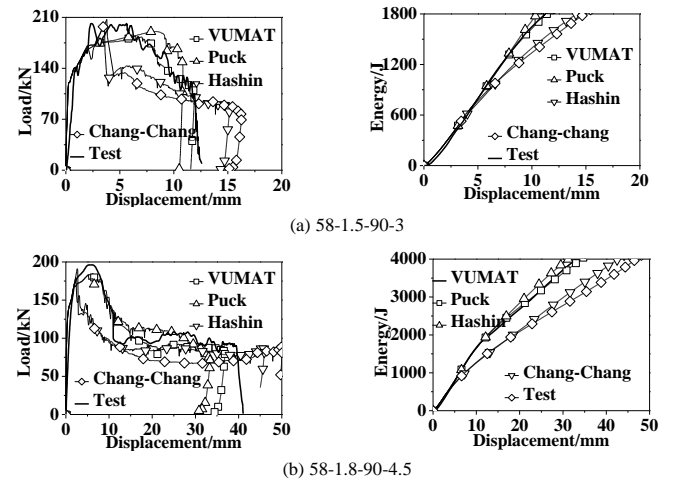 210
140
70
0
Load/kN
VUMAT
Puck
Hashin
Chang-Chang
Test
0 5 10 15 20
Displacement/mm
1800
1200
600
0
Energy/J
VUMAT
Puck
Hashin
Chang-chang
Test
0 5 10 15 20
Displacement/mm
(a) 58-1.5-90-3
200
150
100
50
0
Load/kN
VUMAT
Puck
Hashin
Chang-Chang
Test
0 10 20 30 40 50
Displacement/mm
4000
3000
2000
1000
0
Energy/J
VUMAT
Puck
Hashin
Chang-Chang
Test
0 10 20 30 40 50
Displacement/mm
(b) 58-1.8-90-4.5